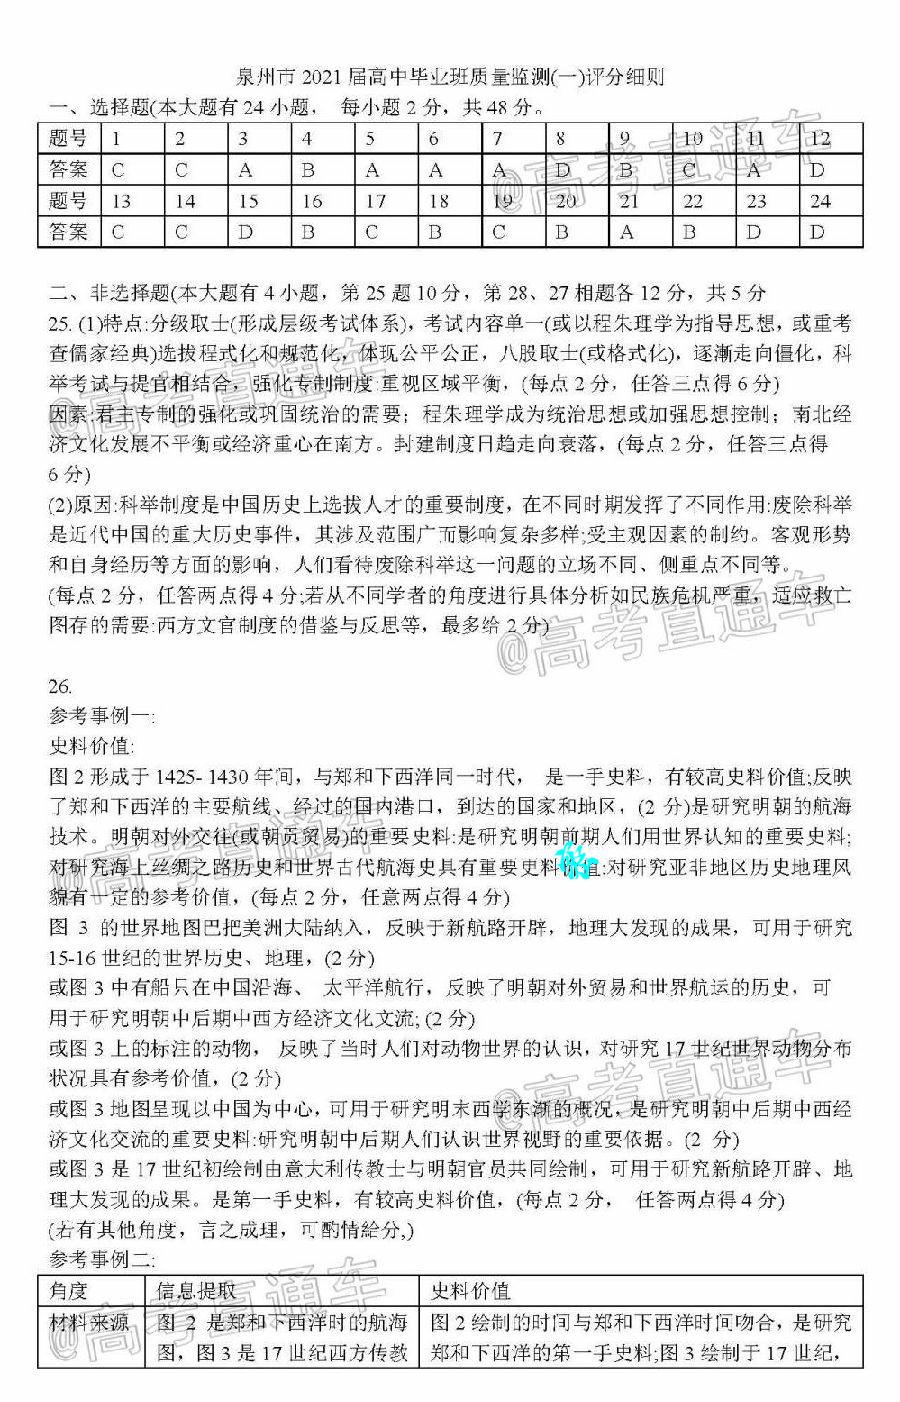 泉州市 2021 届高中毕业班质量监测(一)评分细则
一、选择题(本大题有 24 小题， 每小题 2 分，共 48 分。
题号 1 2 3 4 5 6 7 8 9 10 11 12
答案 C C A B A A A D B C A D
题号 13 14 15 16 17 18 19 20 21 22 23 24
答案 C C D B C B C B A B D D
二、非选择题(本大题有 4 小题，第 25 题 10 分，第 28、27 相题各 12 分，共 5 分
25. (1)特点:分级取士(形成层级考试体系)，考试内容单一(或以程朱理学为指导思想，或重考
查儒家经典)选拔程式化和规范化，体现公平公正，八股取士(或格式化)，逐渐走向僵化，科
举考试与提官相结合，强化专制制度 重视区域平衡，(每点 2 分，任答三点得 6 分)
因素:君主专制的强化或巩固统治的需要；程朱理学成为统治思想或加强思想控制；南北经
济文化发展不平衡或经济重心在南方。封建制度日趋走向衰落，(每点 2 分，任答三点得
6 分)
(2)原因:科举制度是中国历史上选拔人才的重要制度，在不同时期发挥了不同作用:废除科举
是近代中国的重大历史事件，其涉及范围广而影响复杂多样;受主观因素的制约。客观形势
和自身经历等方面的影响，人们看待废除科举这一问题的立场不同、侧重点不同等。
(每点 2 分，任答两点得 4 分;若从不同学者的角度进行具体分析如民族危机严重，适应救亡
图存的需要:西方文官制度的借鉴与反思等，最多给 2 分)
26.
参考事例一:
史料价值:
图 2 形成于 1425- 1430 年间，与郑和下西洋同一时代， 是一手史料，有较高史料价值;反映
了郑和下西洋的主要航线、经过的国内港口，到达的国家和地区，(2 分)是研究明朝的航海
技术。明朝对外交往(或朝贡贸易)的重要史料:是研究明朝前期人们用世界认知的重要史料;
对研究海上丝绸之路历史和世界古代航海史具有重要史料值:对研究亚非地区历史地理风
貌有一定的参考价值，(每点 2 分，任意两点得 4 分)
图 3 的世界地图巴把美洲大陆纳入，反映于新航路开辟，地理大发现的成果，可用于研究
15-16 世纪的世界历史、地理，(2 分)
或图 3 中有船只在中国沿海、 太平洋航行，反映了明朝对外贸易和世界航运的历史，可
用于研究明朝中后期中西方经济文化文流; (2 分)
或图 3 上的标注的动物， 反映了当时人们对动物世界的认识，对研究 17 世纪世界动物分布
状况具有参考价值，(2 分)
或图 3 地图呈现以中国为中心，可用于研究明末西学东渐的概况，是研究明朝中后期中西经
济文化交流的重要史料:研究明朝中后期人们认识世界视野的重要依据。(2 分)
或图 3 是 17 世纪初绘制由意大利传教士与明朝官员共同绘制，可用于研究新航路开辟、地
理大发现的成果。是第一手史料，有较高史料价值，(每点 2 分， 任答两点得 4 分)
(若有其他角度，言之成理，可酌情给分,)
参考事例二:
角度 信息提取 史料价值
材料来源 图 2 是郑和下西洋时的航海 图 2 绘制的时间与郑和下西洋时间吻合，是研究
图，图 3 是 17 世纪西方传教 郑和下西洋的第一手史料;图 3 绘制于 17 世纪，
@高考直通车
@高考直通车
@高考直通车
@高考直通车
@高考直通车
@高考直通车